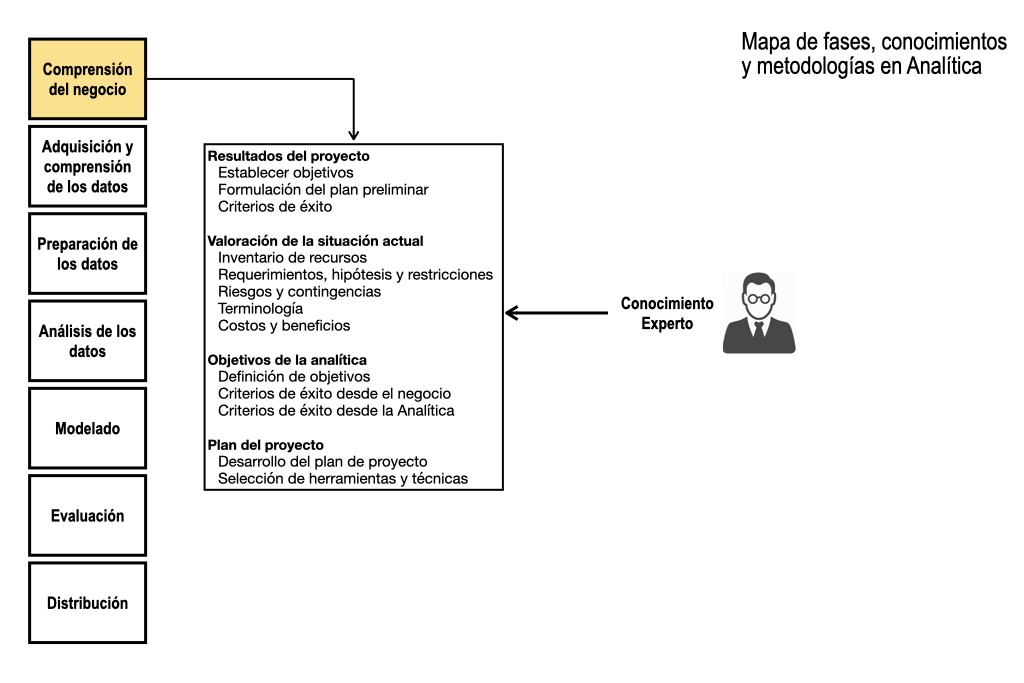 Mapa de fases, conocimientos
y metodologías en Analítica
Comprensión
del negocio
Adquisición y
comprensión
de los datos
Preparación de
los datos
Análisis de los
datos
Modelado
Evaluación
Distribución
Resultados del proyecto
Establecer objetivos
Formulación del plan preliminar
Criterios de éxito
Valoración de la situación actual
Inventario de recursos
Requerimientos, hipótesis y restricciones
Riesgos y contingencias
Terminología
Costos y beneficios
Objetivos de la analítica
Definición de objetivos
Criterios de éxito desde el negocio
Criterios de éxito desde la Analítica
Plan del proyecto
Desarrollo del plan de proyecto
Selección de herramientas y técnicas
Conocimiento
Experto